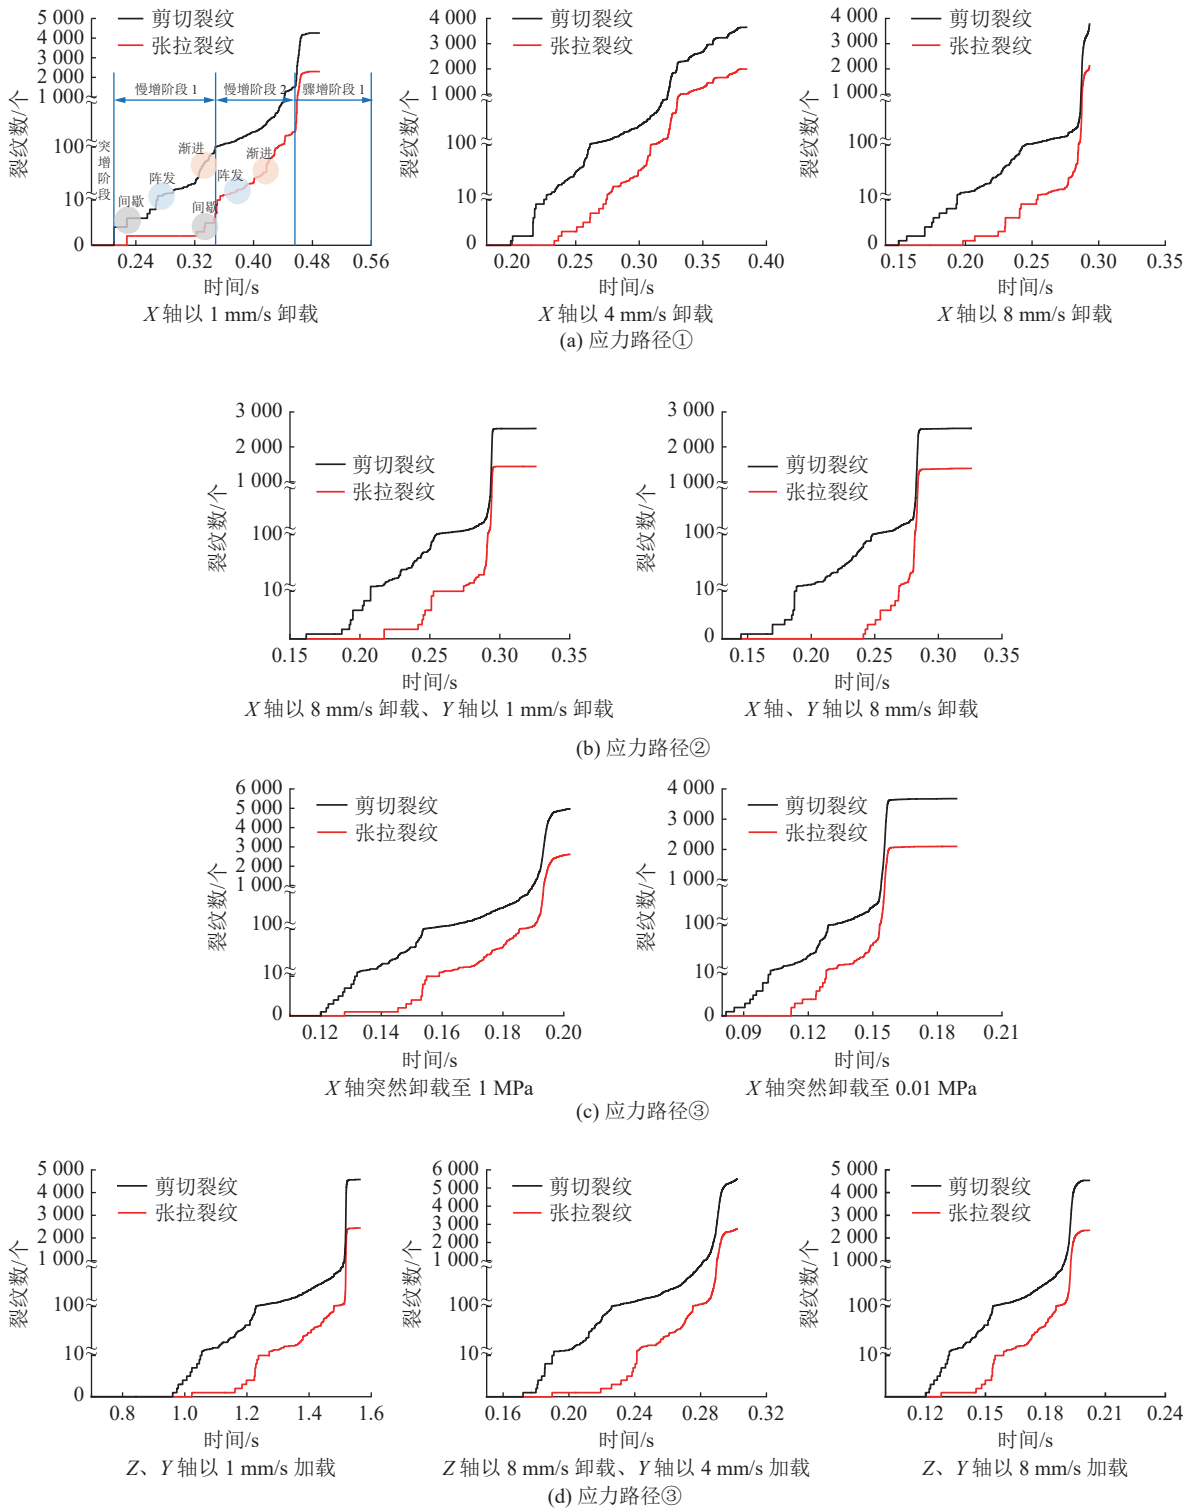 5 000
4 000
3 000
2 000
1 000
100
10
0
裂纹数/个
剪切裂纹
张拉裂纹
慢增阶段 1
慢增阶段 2
骤增阶段 1
突增阶段
间歇
阵发
渐进
间歇
阵发
渐进
0.24 0.32 0.40 0.48 0.56
时间/s
X 轴以 1 mm/s 卸载
4 000
3 000
2 000
1 000
100
10
0
裂纹数/个
剪切裂纹
张拉裂纹
0.20 0.25 0.30 0.35 0.40
时间/s
X 轴以 4 mm/s 卸载
4 000
3 000
2 000
1 000
100
10
0
裂纹数/个
剪切裂纹
张拉裂纹
0.14 0.20 0.25 0.30 0.35
时间/s
X 轴以 8 mm/s 卸载
(a) 应力路径①
3 000
2 000
1 000
100
10
0
裂纹数/个
剪切裂纹
张拉裂纹
0.15 0.20 0.25 0.30 0.35
时间/s
X 轴以 8 mm/s 卸载、Y 轴以 1 mm/s 卸载
3 000
2 000
1 000
100
10
0
裂纹数/个
剪切裂纹
张拉裂纹
0.15 0.20 0.25 0.30 0.35
时间/s
X 轴、Y 轴以 8 mm/s 卸载
(b) 应力路径②
6 000
5 000
4 000
3 000
2 000
1 000
100
10
0
裂纹数/个
剪切裂纹
张拉裂纹
0.12 0.14 0.16 0.18 0.20
时间/s
X 轴突然卸载至 1 MPa
4 000
3 000
2 000
1 000
100
10
0
裂纹数/个
剪切裂纹
张拉裂纹
0.09 0.12 0.15 0.18 0.21
时间/s
X 轴突然卸载至 0.01 MPa
(c) 应力路径③
5 000
4 000
3 000
2 000
1 000
100
10
0
裂纹数/个
剪切裂纹
张拉裂纹
0.8 1.0 1.2 1.4 1.6
时间/s
Z、Y 轴以 1 mm/s 加载
6 000
5 000
4 000
3 000
2 000
1 000
100
10
0
裂纹数/个
剪切裂纹
张拉裂纹
0.16 0.20 0.24 0.28 0.32
时间/s
Z 轴以 8 mm/s 卸载、Y 轴以 4 mm/s 加载
5 000
4 000
3 000
2 000
1 000
100
10
0
裂纹数/个
剪切裂纹
张拉裂纹
0.12 0.15 0.18 0.21 0.24
时间/s
Z、Y 轴以 8 mm/s 加载
(d) 应力路径③